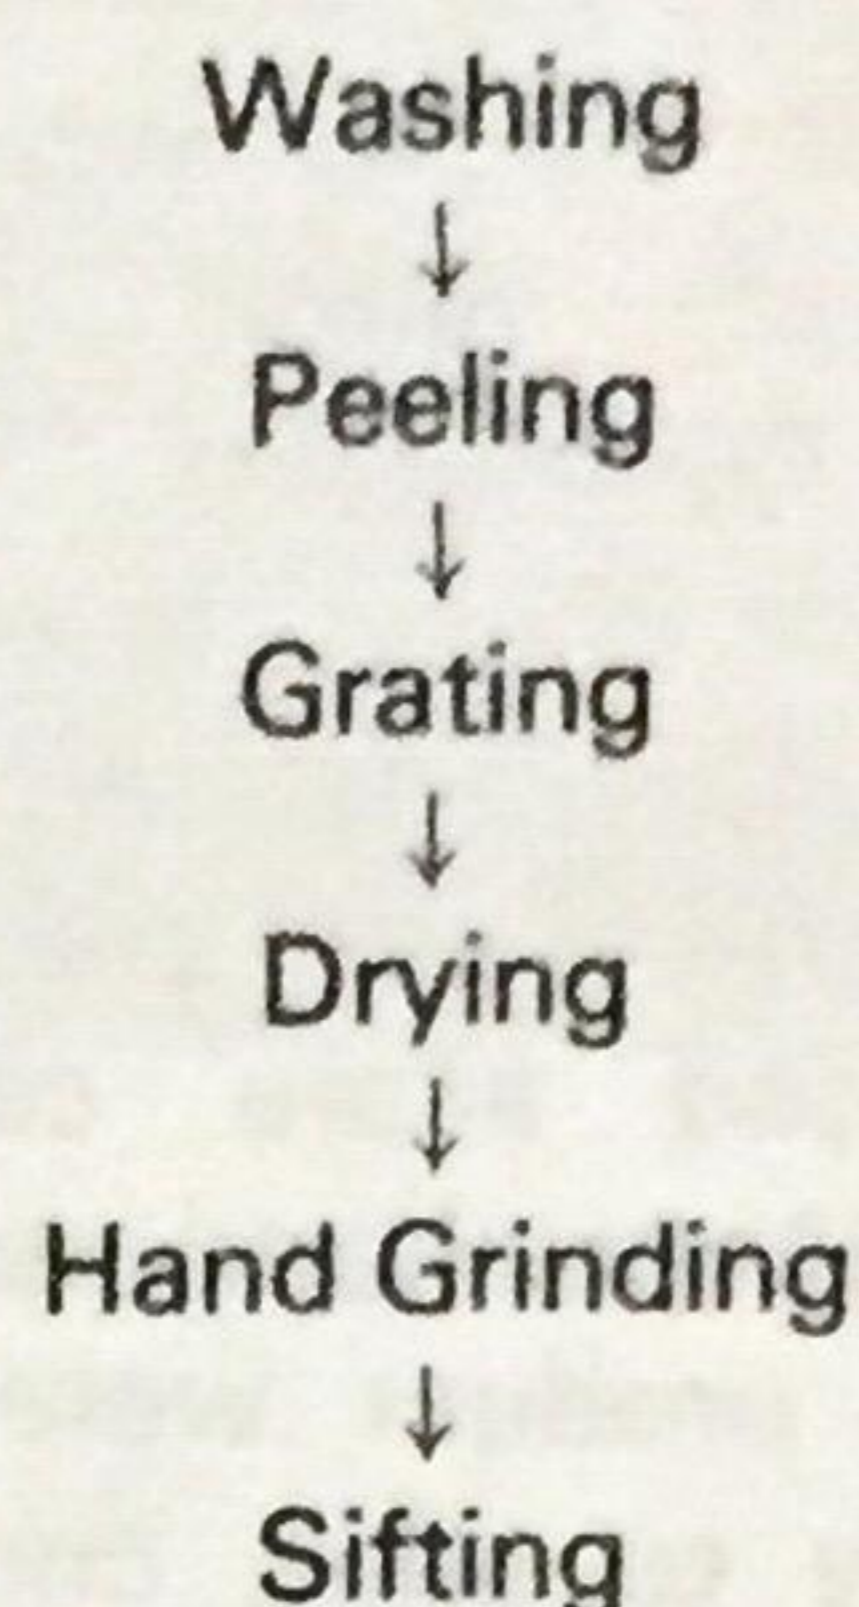 Washing
↓
Peeling
↓
Grating
↓
Drying
↓
Hand Grinding
↓
Sifting